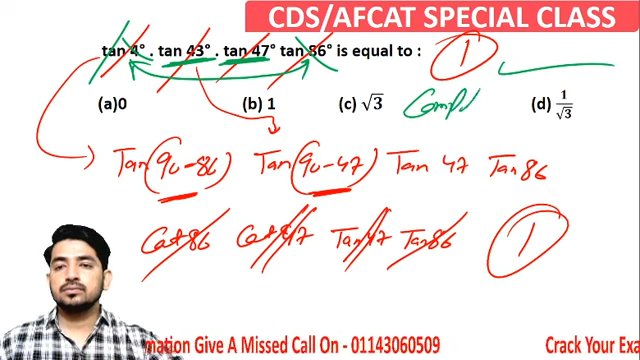 CDS/AFCAT SPECIAL CLASS
tan 4° . tan 43° . tan 47° tan 86° is equal to : 1
(a)0 (b) 1 (c) √3 Comp (d) 1/√3
Tan(90-86) Tan(90-47) Tan 47 Tan 86
Cot 86 Cot 47 Tan 47 Tan 86 1
mation Give A Missed Call On - 01143060509 Crack Your Exa